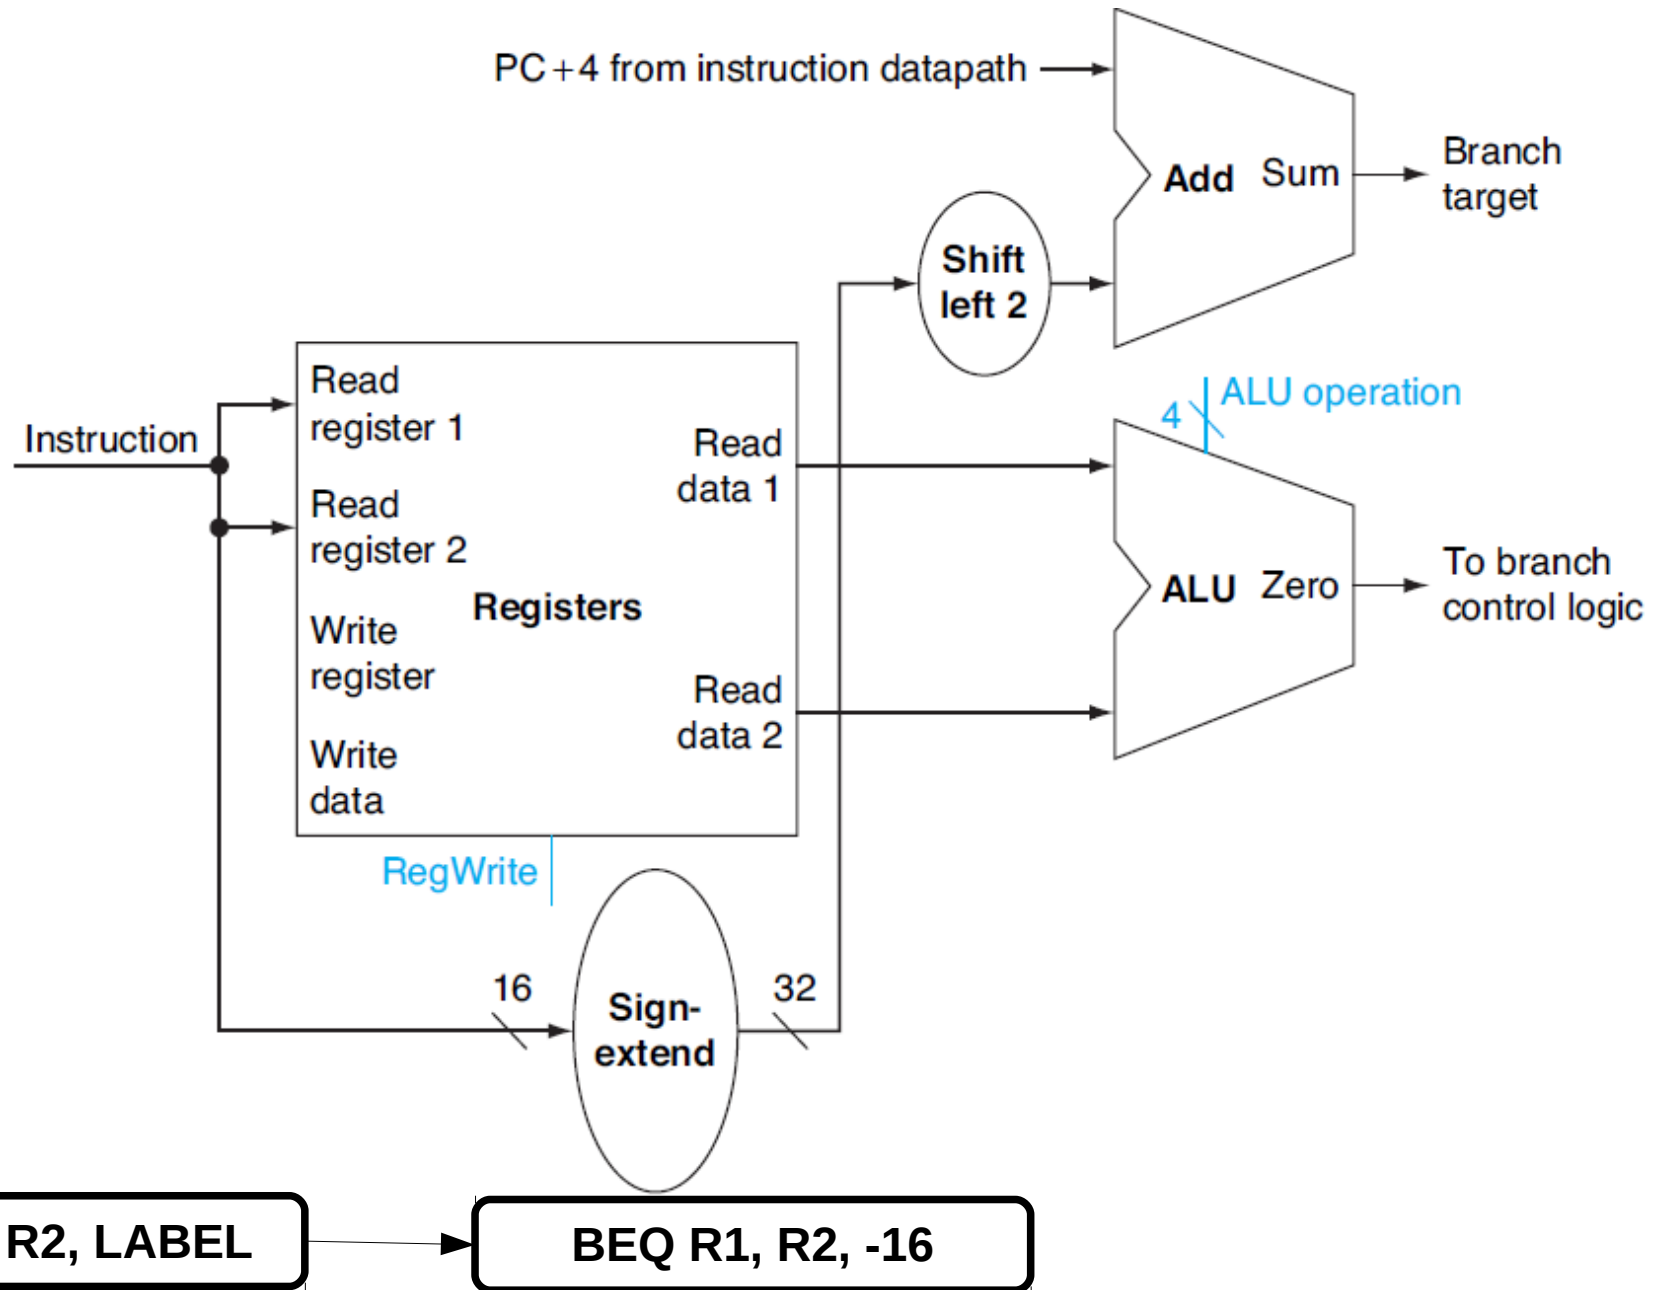 PC+4 from instruction datapath
Add Sum
Branch
target
Shift
left 2
ALU operation
4
Instruction
Read
register 1
Read
data 1
Read
register 2
Registers
Write
register
Read
data 2
Write
data
ALU Zero
To branch
control logic
RegWrite
16
Sign-
extend
32
R2, LABEL
BEQ R1, R2, -16